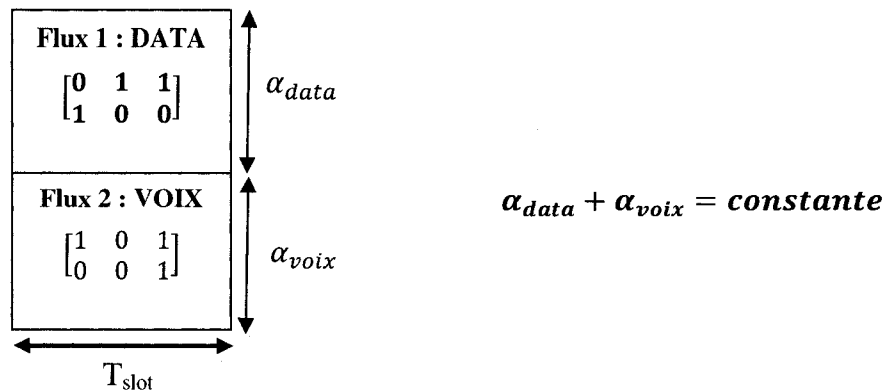 Flux 1 : DATA
[0 1 1
1 0 0]
α_data
Flux 2 : VOIX
[1 0 1
0 0 1]
α_voix
α_data + α_voix = constante
T_slot